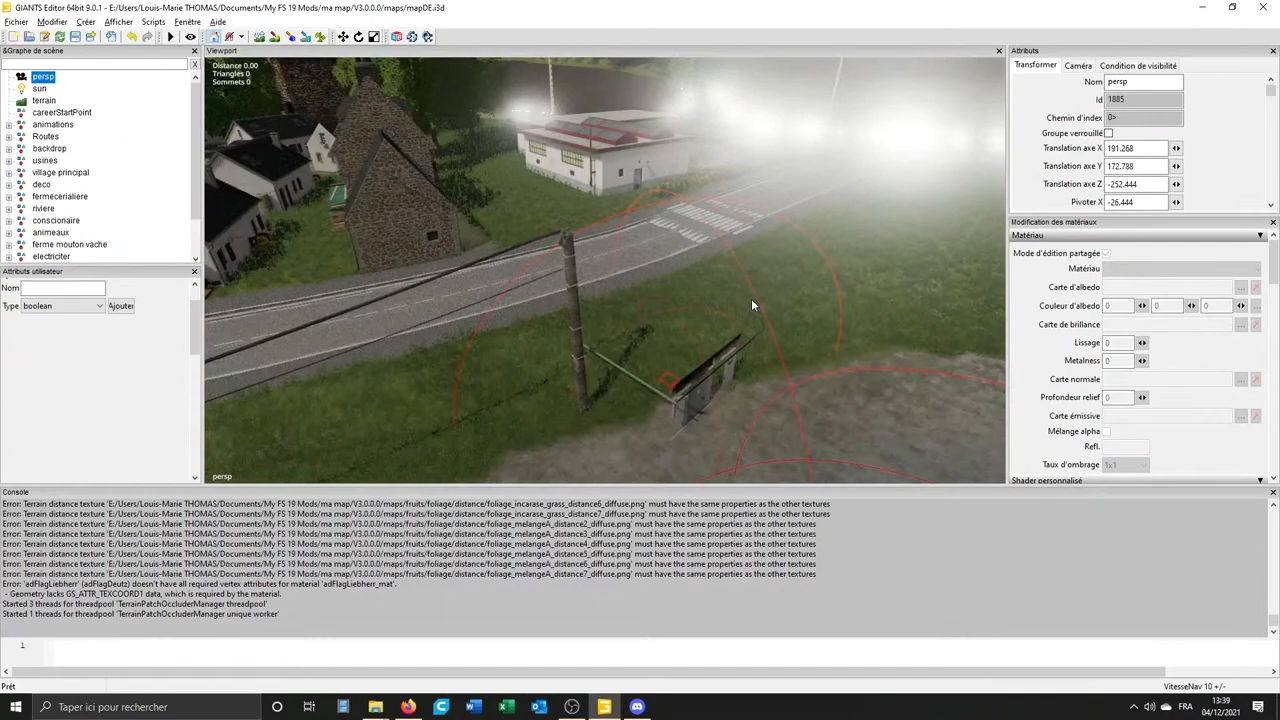 GIANTS Editor 64bit 9.0.1 - E:/Users/Louis-Marie THOMAS/Documents/My FS 19 Mods/ma map/V3.0.0.0/maps/mapDE.i3d
Fichier Modifier Créer Afficher Scripts Fenêtre Aide
&Graphe de scène
X
persp
sun
terrain
careerStartPoint
animations
Routes
backdrop
usines
village principal
deco
fermecerialiere
riviere
conscionaire
animeaux
ferme mouton vache
electriciter
Attributs utilisateur
Nom
Type boolean Ajouter
Viewport
Distance 0.00
Triangles 0
Sommets 0
persp
Attributs
Transformer Caméra Condition de visibilité
Nom persp
Id 1885
Chemin d'index 0>
Groupe verrouillé
Translation axe X 191.268
Translation axe Y 172.788
Translation axe Z -252.444
Pivoter X -26.444
Modification des matériaux
Matériau
Mode d'édition partagée
Matériau
Carte d'albedo ...
Couleur d'albedo 0 0 0 ...
Carte de brillance ...
Lissage 0
Metalness 0
Carte normale ...
Profondeur relief 0
Carte émissive ...
Mélange alpha
Refl.
Taux d'ombrage 1x1
Shader personnalisé
Console
Error: Terrain distance texture 'E:/Users/Louis-Marie THOMAS/Documents/My FS 19 Mods/ma map/V3.0.0.0/maps/fruits/foliage/distance/foliage_incarase_grass_distance6_diffuse.png' must have the same properties as the other textures
Error: Terrain distance texture 'E:/Users/Louis-Marie THOMAS/Documents/My FS 19 Mods/ma map/V3.0.0.0/maps/fruits/foliage/distance/foliage_incarase_grass_distance7_diffuse.png' must have the same properties as the other textures
Error: Terrain distance texture 'E:/Users/Louis-Marie THOMAS/Documents/My FS 19 Mods/ma map/V3.0.0.0/maps/fruits/foliage/distance/foliage_melangeA_distance2_diffuse.png' must have the same properties as the other textures
Error: Terrain distance texture 'E:/Users/Louis-Marie THOMAS/Documents/My FS 19 Mods/ma map/V3.0.0.0/maps/fruits/foliage/distance/foliage_melangeA_distance3_diffuse.png' must have the same properties as the other textures
Error: Terrain distance texture 'E:/Users/Louis-Marie THOMAS/Documents/My FS 19 Mods/ma map/V3.0.0.0/maps/fruits/foliage/distance/foliage_melangeA_distance4_diffuse.png' must have the same properties as the other textures
Error: Terrain distance texture 'E:/Users/Louis-Marie THOMAS/Documents/My FS 19 Mods/ma map/V3.0.0.0/maps/fruits/foliage/distance/foliage_melangeA_distance5_diffuse.png' must have the same properties as the other textures
Error: Terrain distance texture 'E:/Users/Louis-Marie THOMAS/Documents/My FS 19 Mods/ma map/V3.0.0.0/maps/fruits/foliage/distance/foliage_melangeA_distance6_diffuse.png' must have the same properties as the other textures
Error: Terrain distance texture 'E:/Users/Louis-Marie THOMAS/Documents/My FS 19 Mods/ma map/V3.0.0.0/maps/fruits/foliage/distance/foliage_melangeA_distance7_diffuse.png' must have the same properties as the other textures
Error: 'adFlagLiebherr' (adFlagDeutz) doesn't have all required vertex attributes for material 'adFlagLiebherr_mat'.
- Geometry lacks GS_ATTR_TEXCOORD1 data, which is required by the material.
Started 3 threads for threadpool 'TerrainPatchOccluderManager threadpool'
Started 1 threads for threadpool 'TerrainPatchOccluderManager unique worker'
1
Prêt
VitesseNav 10 +/-
Taper ici pour rechercher
FRA
13:39
04/12/2021